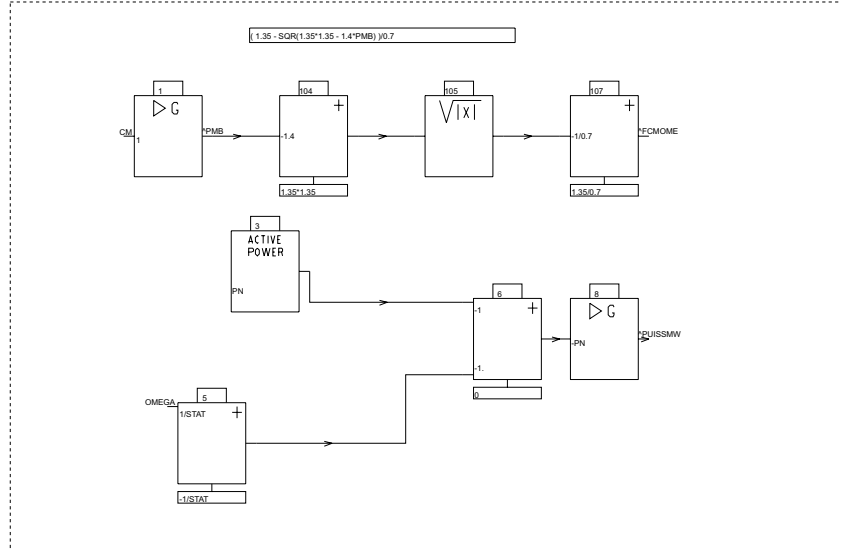 ( 1.35 - SQR(1.35*1.35 - 1.4*PMB) )/0.7
1
104
105
107
G
+
√|X|
+
CM
1
^PMB
-1.4
-1/0.7
^FCMOME
1.35*1.35
1.35/0.7
3
ACTIVE
POWER
PN
6
8
-1
+
G
-PN
^PUISSMW
-1.
0
OMEGA
5
1/STAT
+
-1/STAT